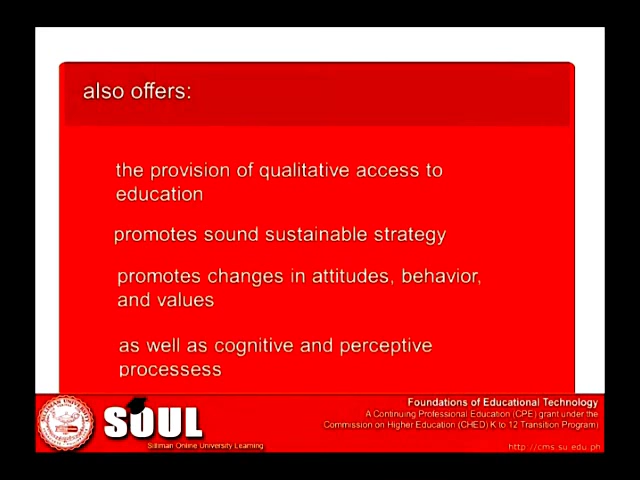 also offers:
the provision of qualitative access to
education
promotes sound sustainable strategy
promotes changes in attitudes, behavior,
and values
as well as cognitive and perceptive
processess
SOUL
Silliman Online University Learning
Foundations of Educational Technology
A Continuing Professional Education (CPE) grant under the
Commission on Higher Education (CHED) K to 12 Transition Program)
http://cms.su.edu.ph